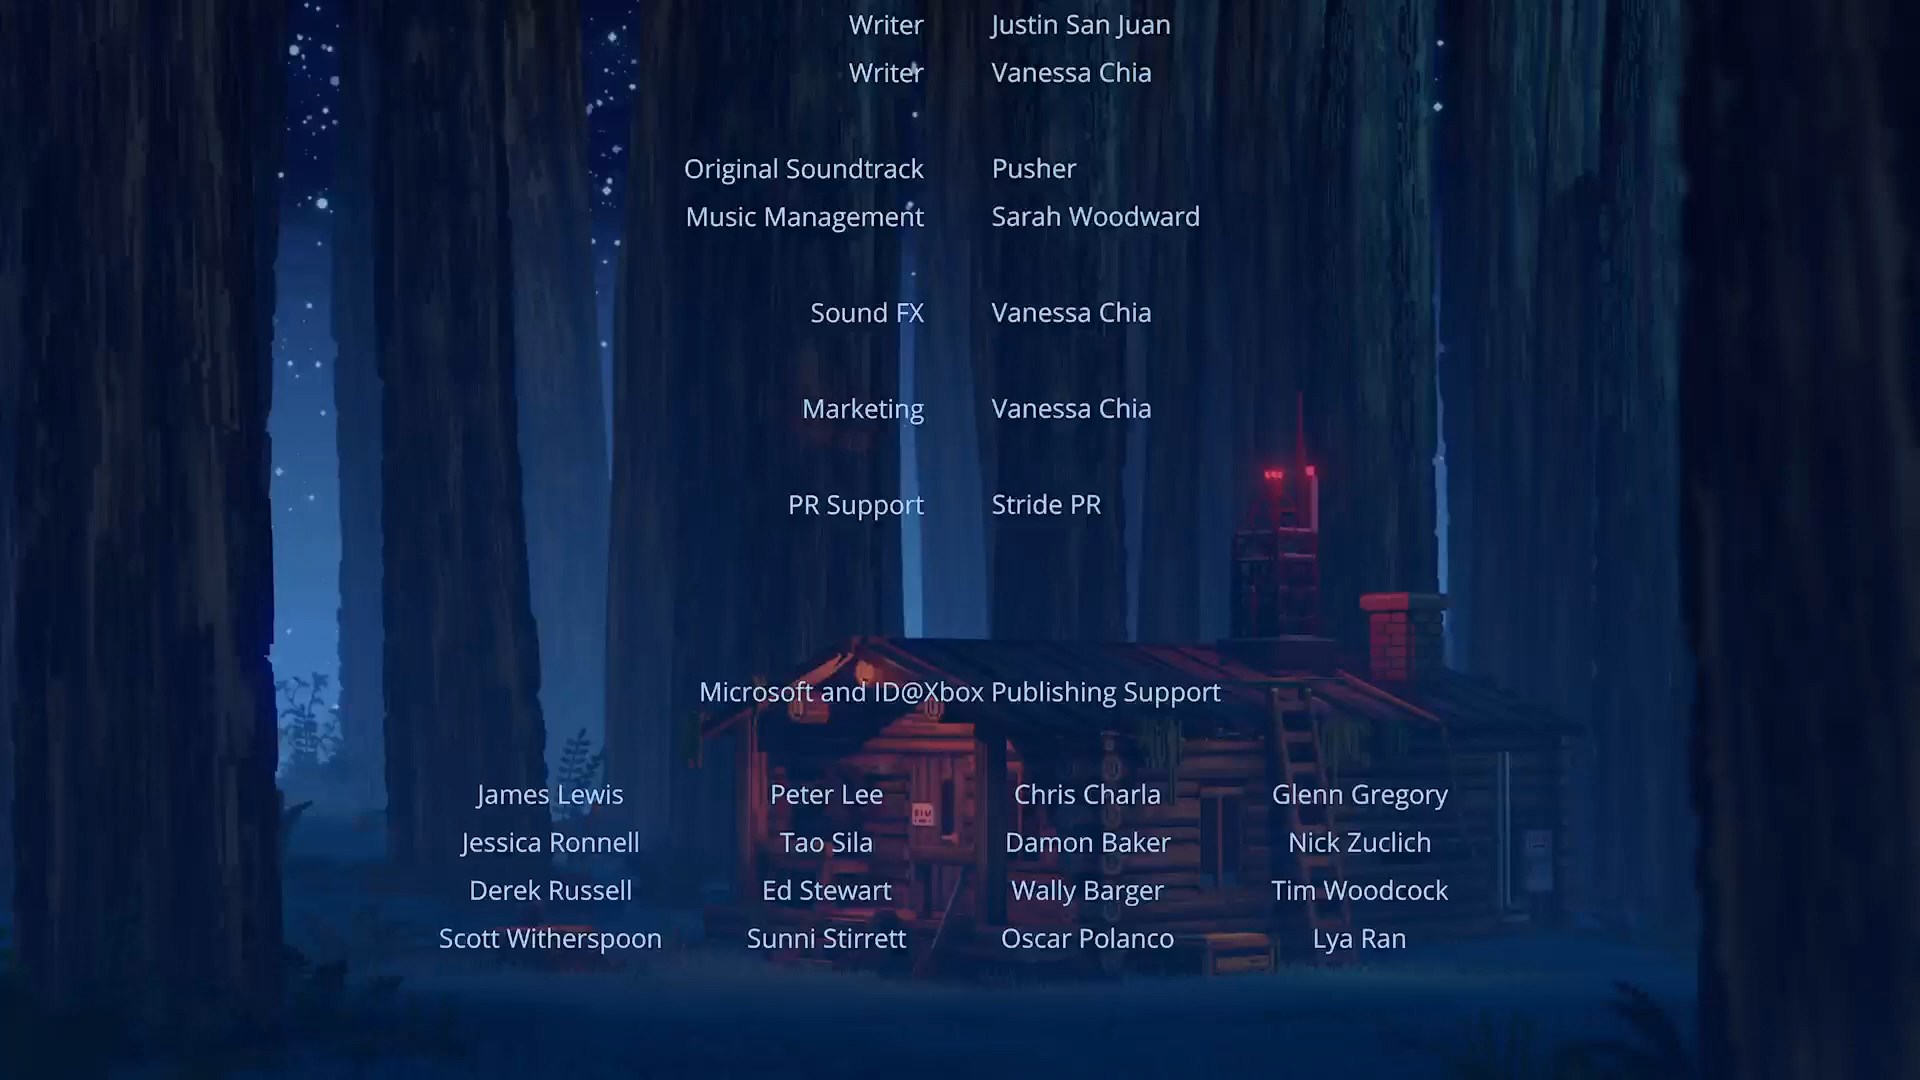 Writer Justin San Juan
Writer Vanessa Chia
Original Soundtrack Pusher
Music Management Sarah Woodward
Sound FX Vanessa Chia
Marketing Vanessa Chia
PR Support Stride PR
Microsoft and ID@Xbox Publishing Support
James Lewis Peter Lee Chris Charla Glenn Gregory
Jessica Ronnell Tao Sila Damon Baker Nick Zuclich
Derek Russell Ed Stewart Wally Barger Tim Woodcock
Scott Witherspoon Sunni Stirrett Oscar Polanco Lya Ran